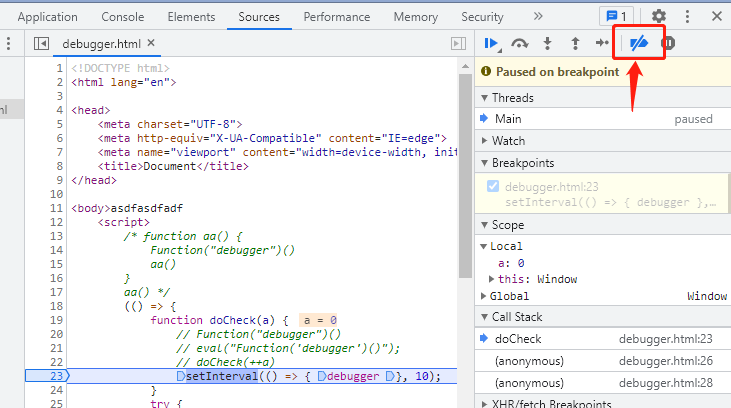 Application Console Elements Sources Performance Memory Security » 1
debugger.html ×
1 <!DOCTYPE html>
2 <html lang="en">
3
4 <head>
5 <meta charset="UTF-8">
6 <meta http-equiv="X-UA-Compatible" content="IE=edge">
7 <meta name="viewport" content="width=device-width, init
8 <title>Document</title>
9 </head>
10
11 <body>asdfasdfadf
12 <script>
13 /* function aa() {
14 Function("debugger")()
15 aa()
16 }
17 aa() */
18 (() => {
19 function doCheck(a) { a = 0
20 // Function("debugger")()
21 // eval("Function('debugger')()");
22 // doCheck(++a)
23 setInterval(() => { debugger }, 10);
24 }
25 try {
Paused on breakpoint
Threads
Main paused
Watch
Breakpoints
debugger.html:23
setInterval(() => { debugger },…
Scope
Local
a: 0
this: Window
Global Window
Call Stack
doCheck debugger.html:23
(anonymous) debugger.html:26
(anonymous) debugger.html:28
XHR/fetch Breakpoints